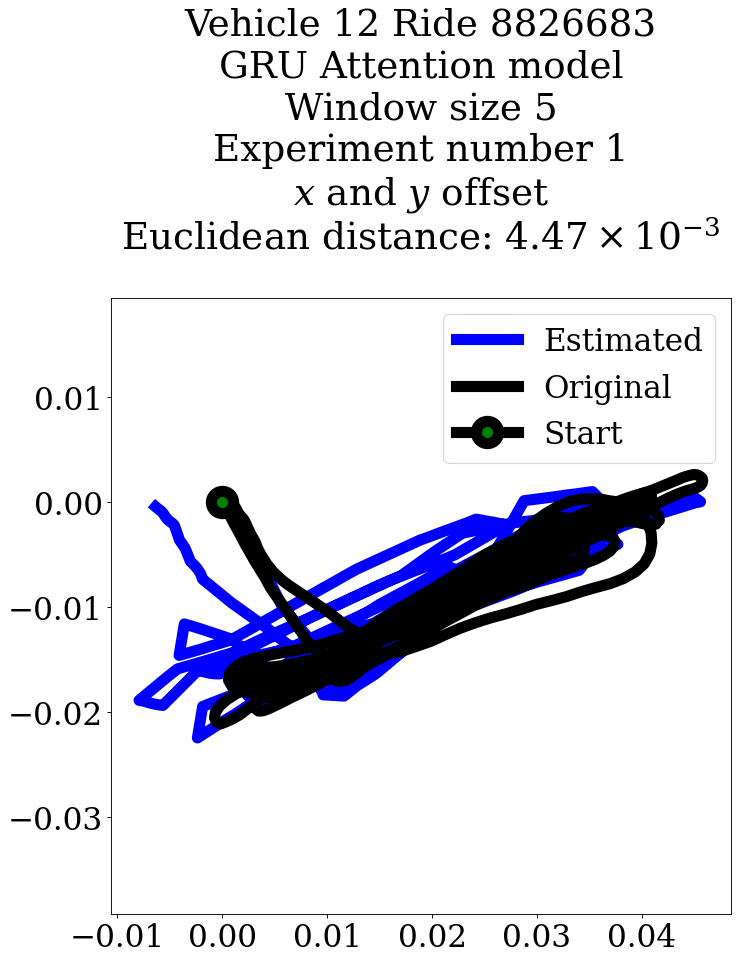 Vehicle 12 Ride 8826683
GRU Attention model
Window size 5
Experiment number 1
x and y offset
Euclidean distance: 4.47 × 10⁻³
Estimated
Original
Start
0.01
0.00
−0.01
−0.02
−0.03
−0.01 0.00 0.01 0.02 0.03 0.04